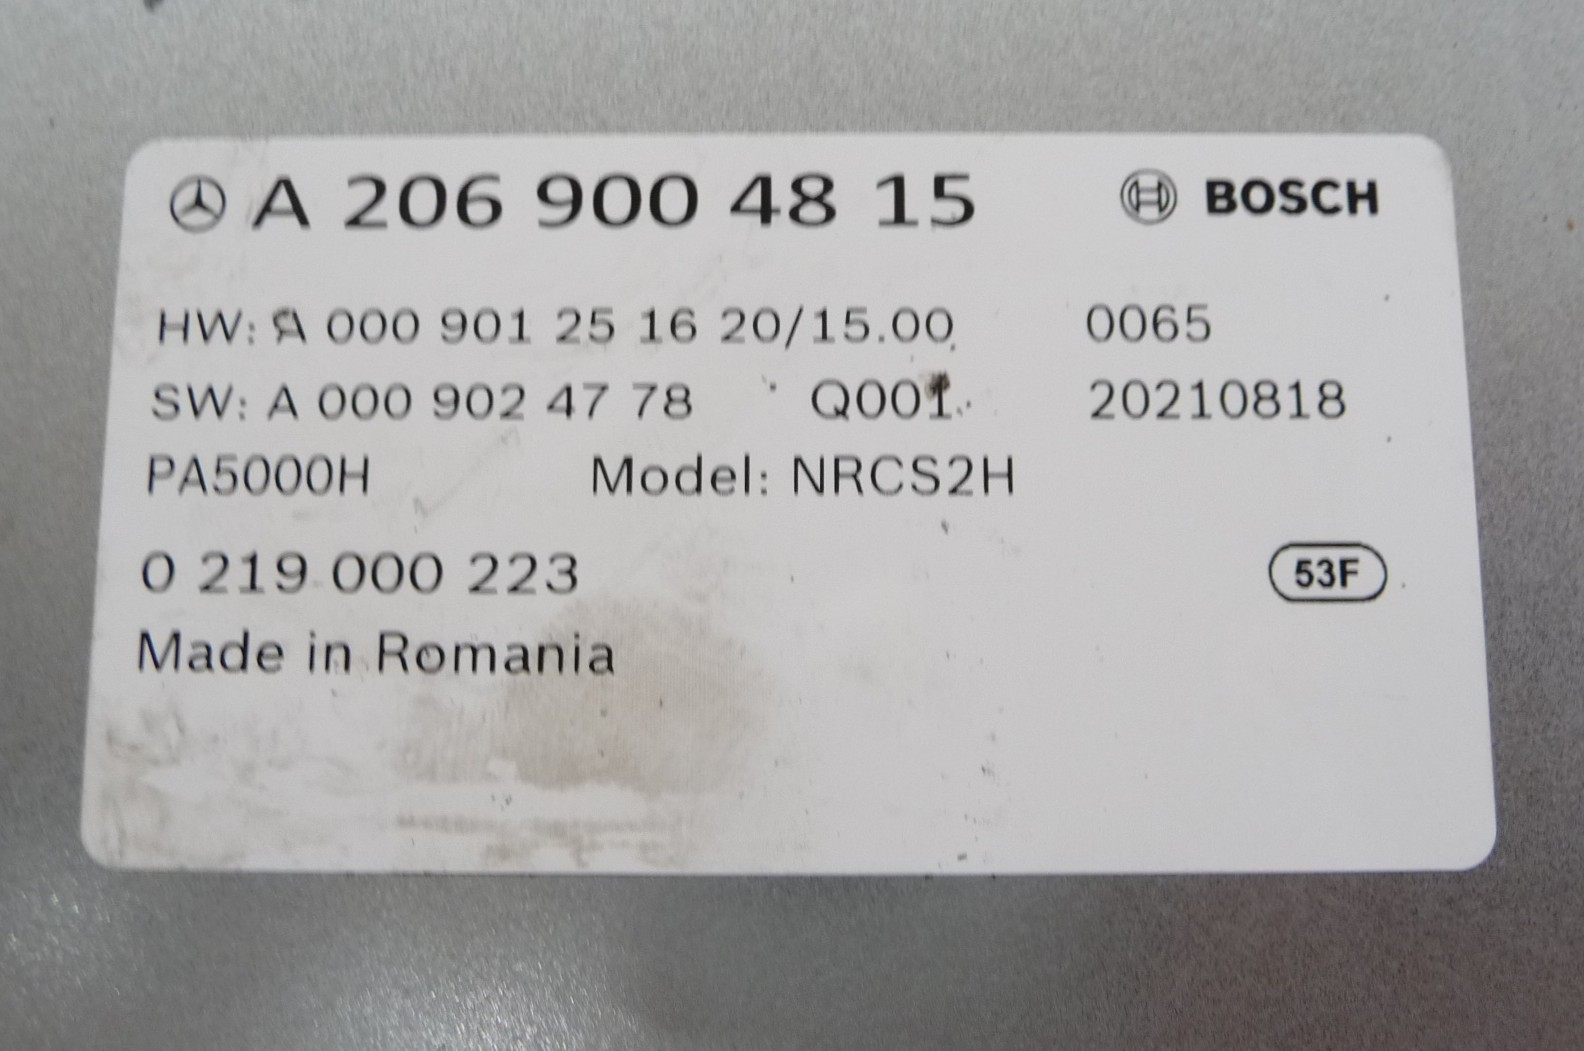 A 206 900 48 15 BOSCH
HW: A 000 901 25 16 20/15.00 0065
SW: A 000 902 47 78 Q001 20210818
PA5000H Model: NRCS2H
0 219 000 223 53F
Made in Romania